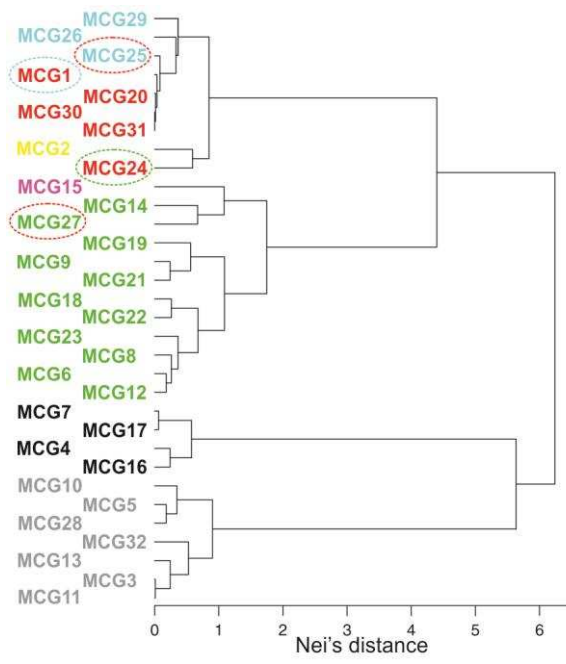 MCG29
MCG26
MCG25
MCG1
MCG20
MCG30
MCG31
MCG2
MCG24
MCG15
MCG14
MCG27
MCG19
MCG9
MCG21
MCG18
MCG22
MCG23
MCG8
MCG6
MCG12
MCG7
MCG17
MCG4
MCG16
MCG10
MCG5
MCG28
MCG32
MCG13
MCG3
MCG11
0 1 2 3 4 5 6
Nei's distance